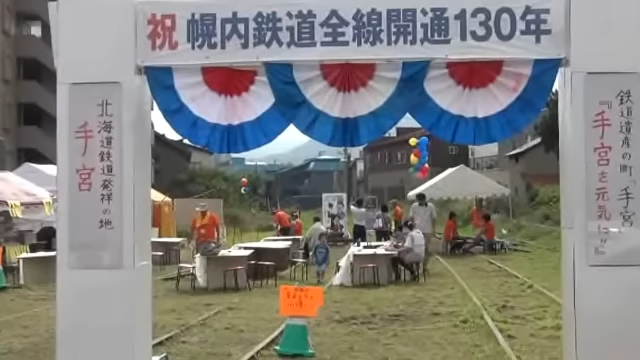 祝 幌内鉄道全線開通130年
北海道鉄道発祥の地
手宮
鉄道遺産の町 手宮
『手宮を元気に』